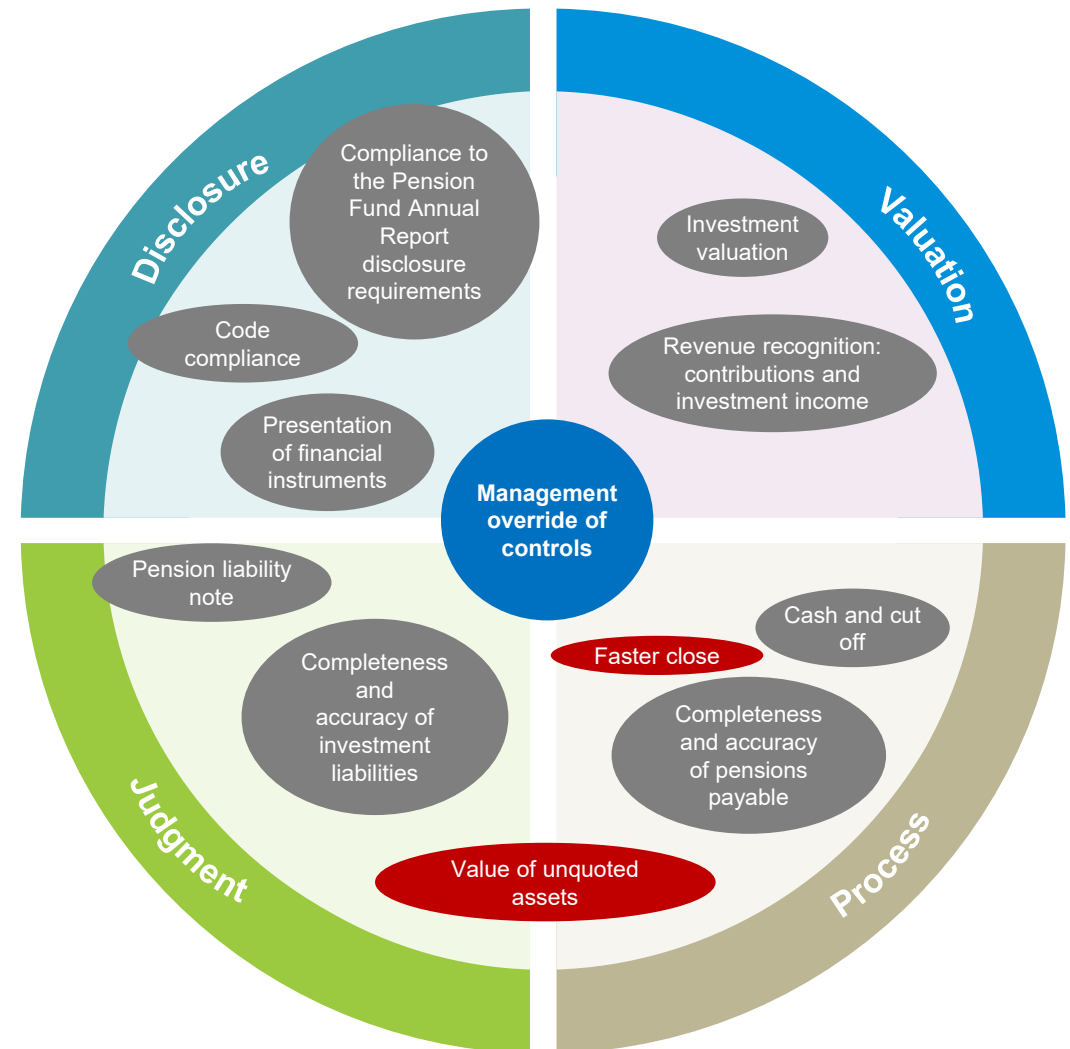 Disclosure
Compliance to
the Pension
Fund Annual
Report
disclosure
requirements
Code
compliance
Presentation
of financial
instruments
Valuation
Investment
valuation
Revenue recognition:
contributions and
investment income
Management
override of
controls
Judgment
Pension liability
note
Completeness
and
accuracy of
investment
liabilities
Process
Faster close
Cash and cut
off
Completeness
and accuracy
of pensions
payable
Value of unquoted
assets